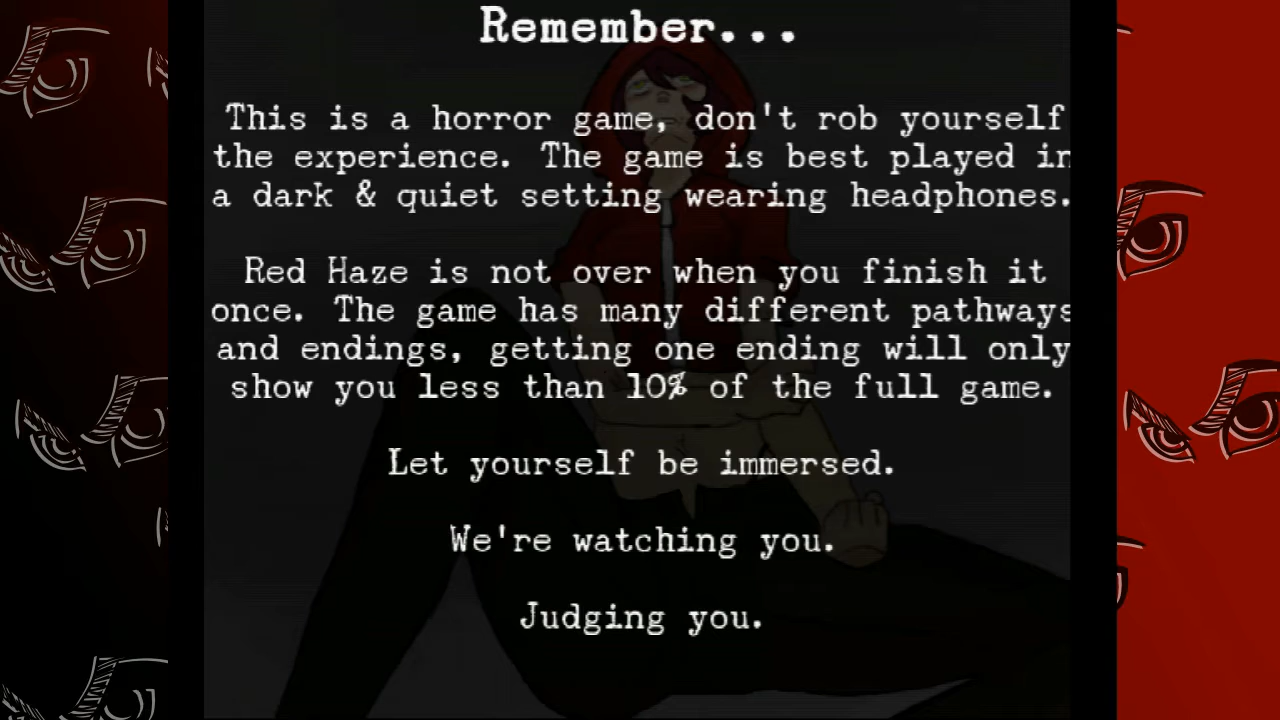 Remember...
This is a horror game, don't rob yourself
the experience. The game is best played in
a dark & quiet setting wearing headphones.
Red Haze is not over when you finish it
once. The game has many different pathways
and endings, getting one ending will only
show you less than 10% of the full game.
Let yourself be immersed.
We're watching you.
Judging you.